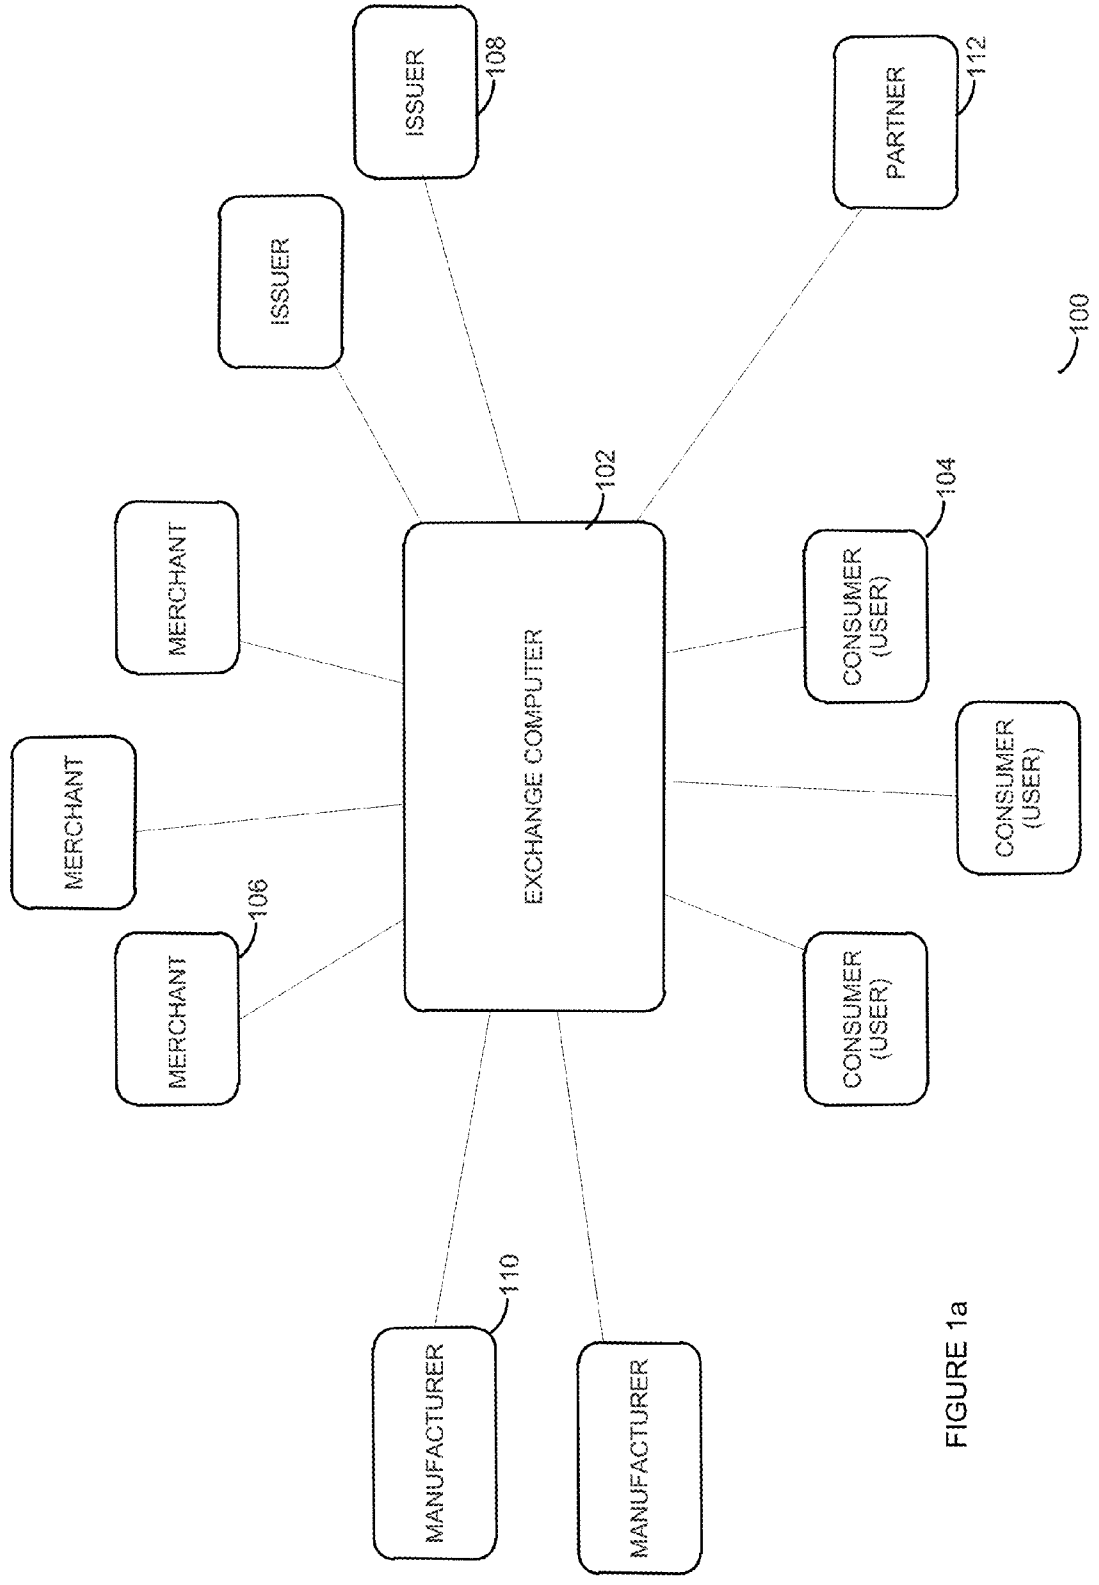 MERCHANT
MERCHANT
106
MERCHANT
ISSUER
ISSUER
108
MANUFACTURER
110
MANUFACTURER
EXCHANGE COMPUTER
102
PARTNER
112
CONSUMER
(USER)
CONSUMER
(USER)
104
CONSUMER
(USER)
100
FIGURE 1a